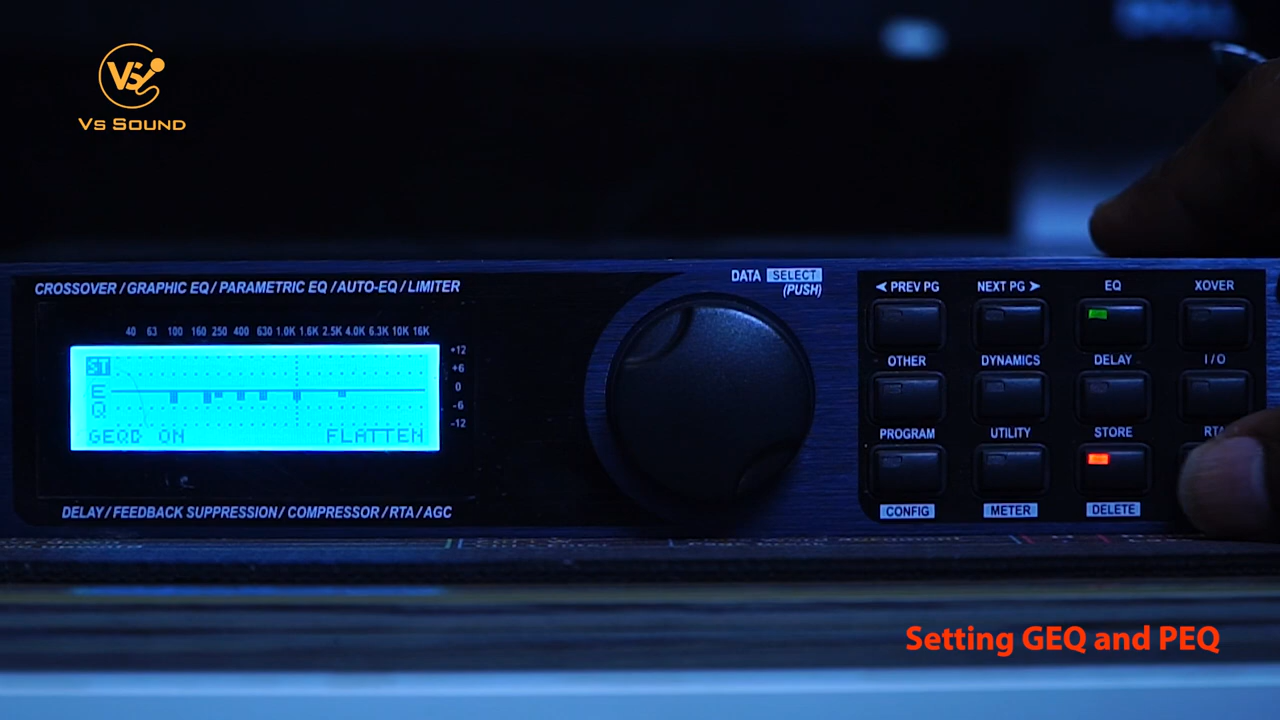 VS
Vs Sound
CROSSOVER / GRAPHIC EQ / PARAMETRIC EQ / AUTO-EQ / LIMITER
40 63 100 160 250 400 630 1.0K 1.6K 2.5K 4.0K 6.3K 10K 16K
+12
+6
0
-6
-12
ST
E
Q
GEQC ON FLATTEN
DELAY / FEEDBACK SUPPRESSION / COMPRESSOR / RTA / AGC
DATA SELECT
(PUSH)
◀ PREV PG NEXT PG ➤ EQ XOVER
OTHER DYNAMICS DELAY I / O
PROGRAM UTILITY STORE RTA
CONFIG METER DELETE
Setting GEQ and PEQ